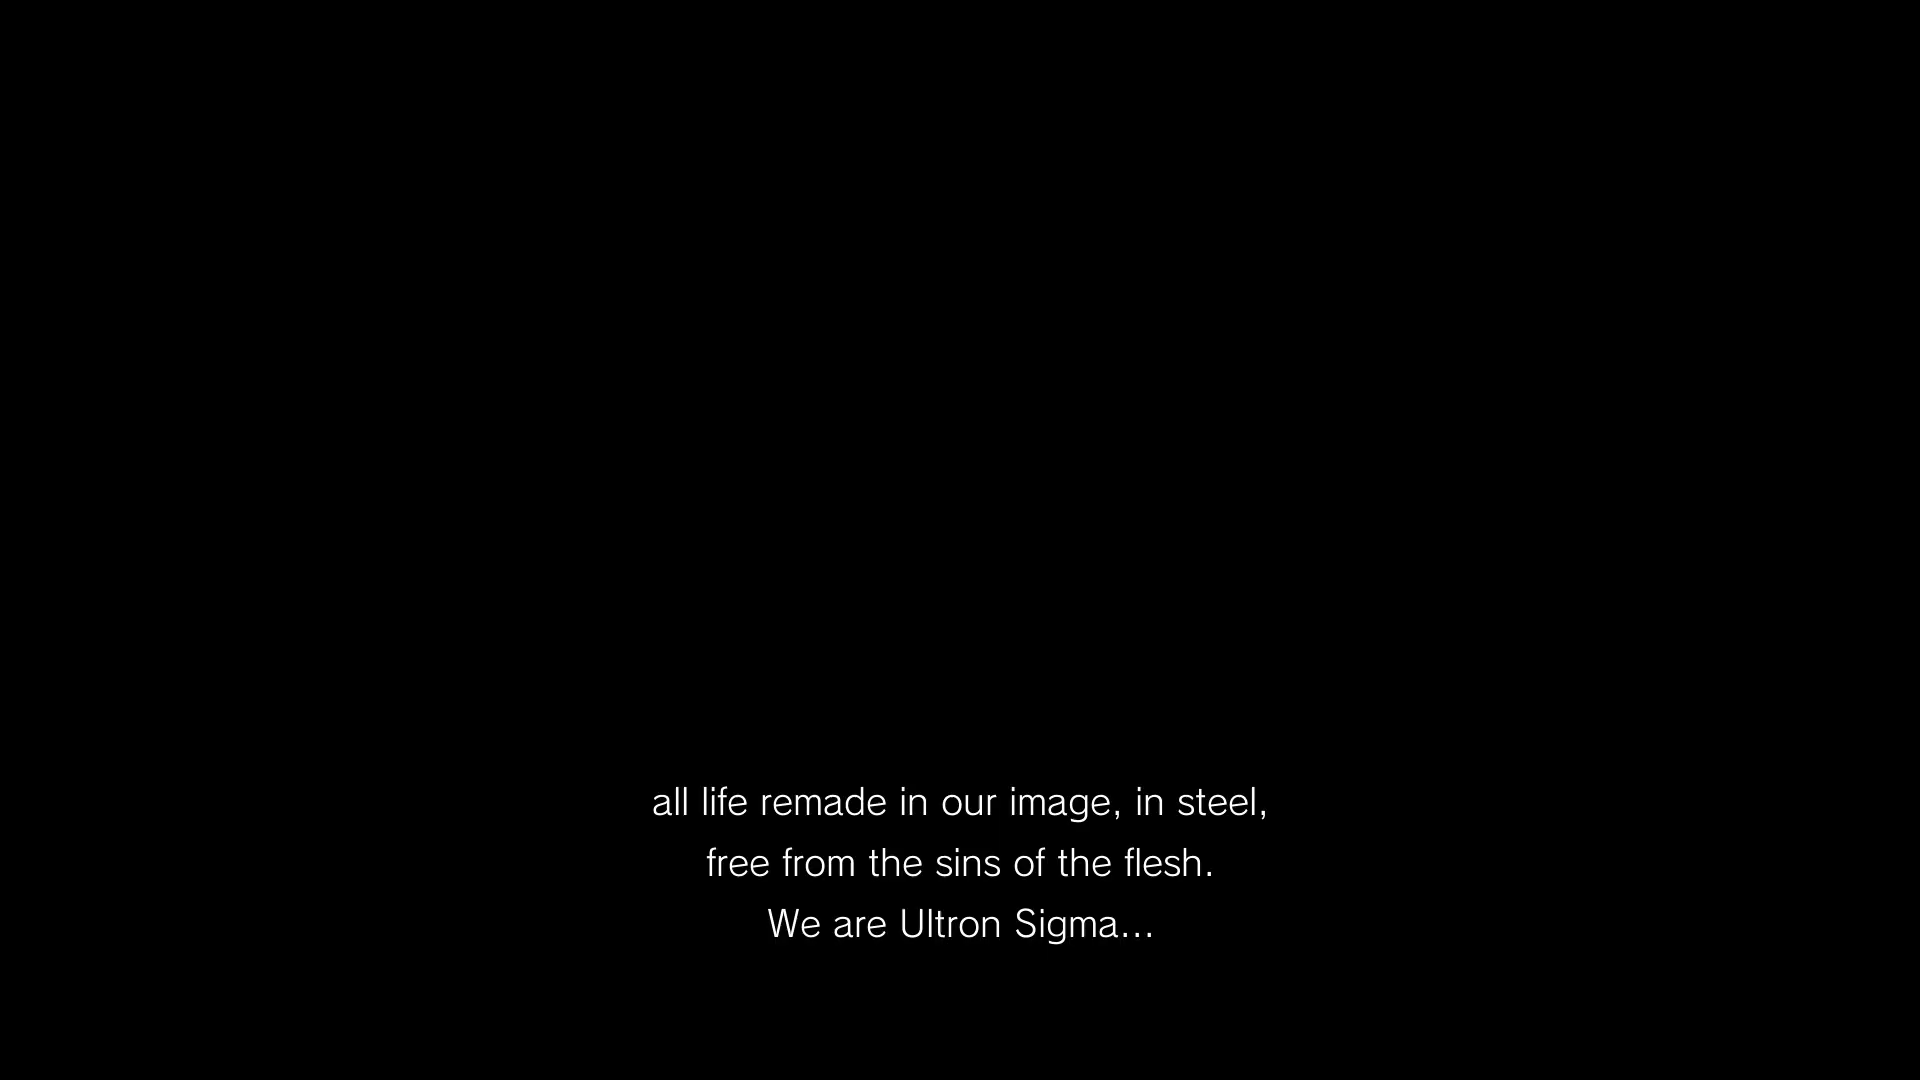 all life remade in our image, in steel,
free from the sins of the flesh.
We are Ultron Sigma...